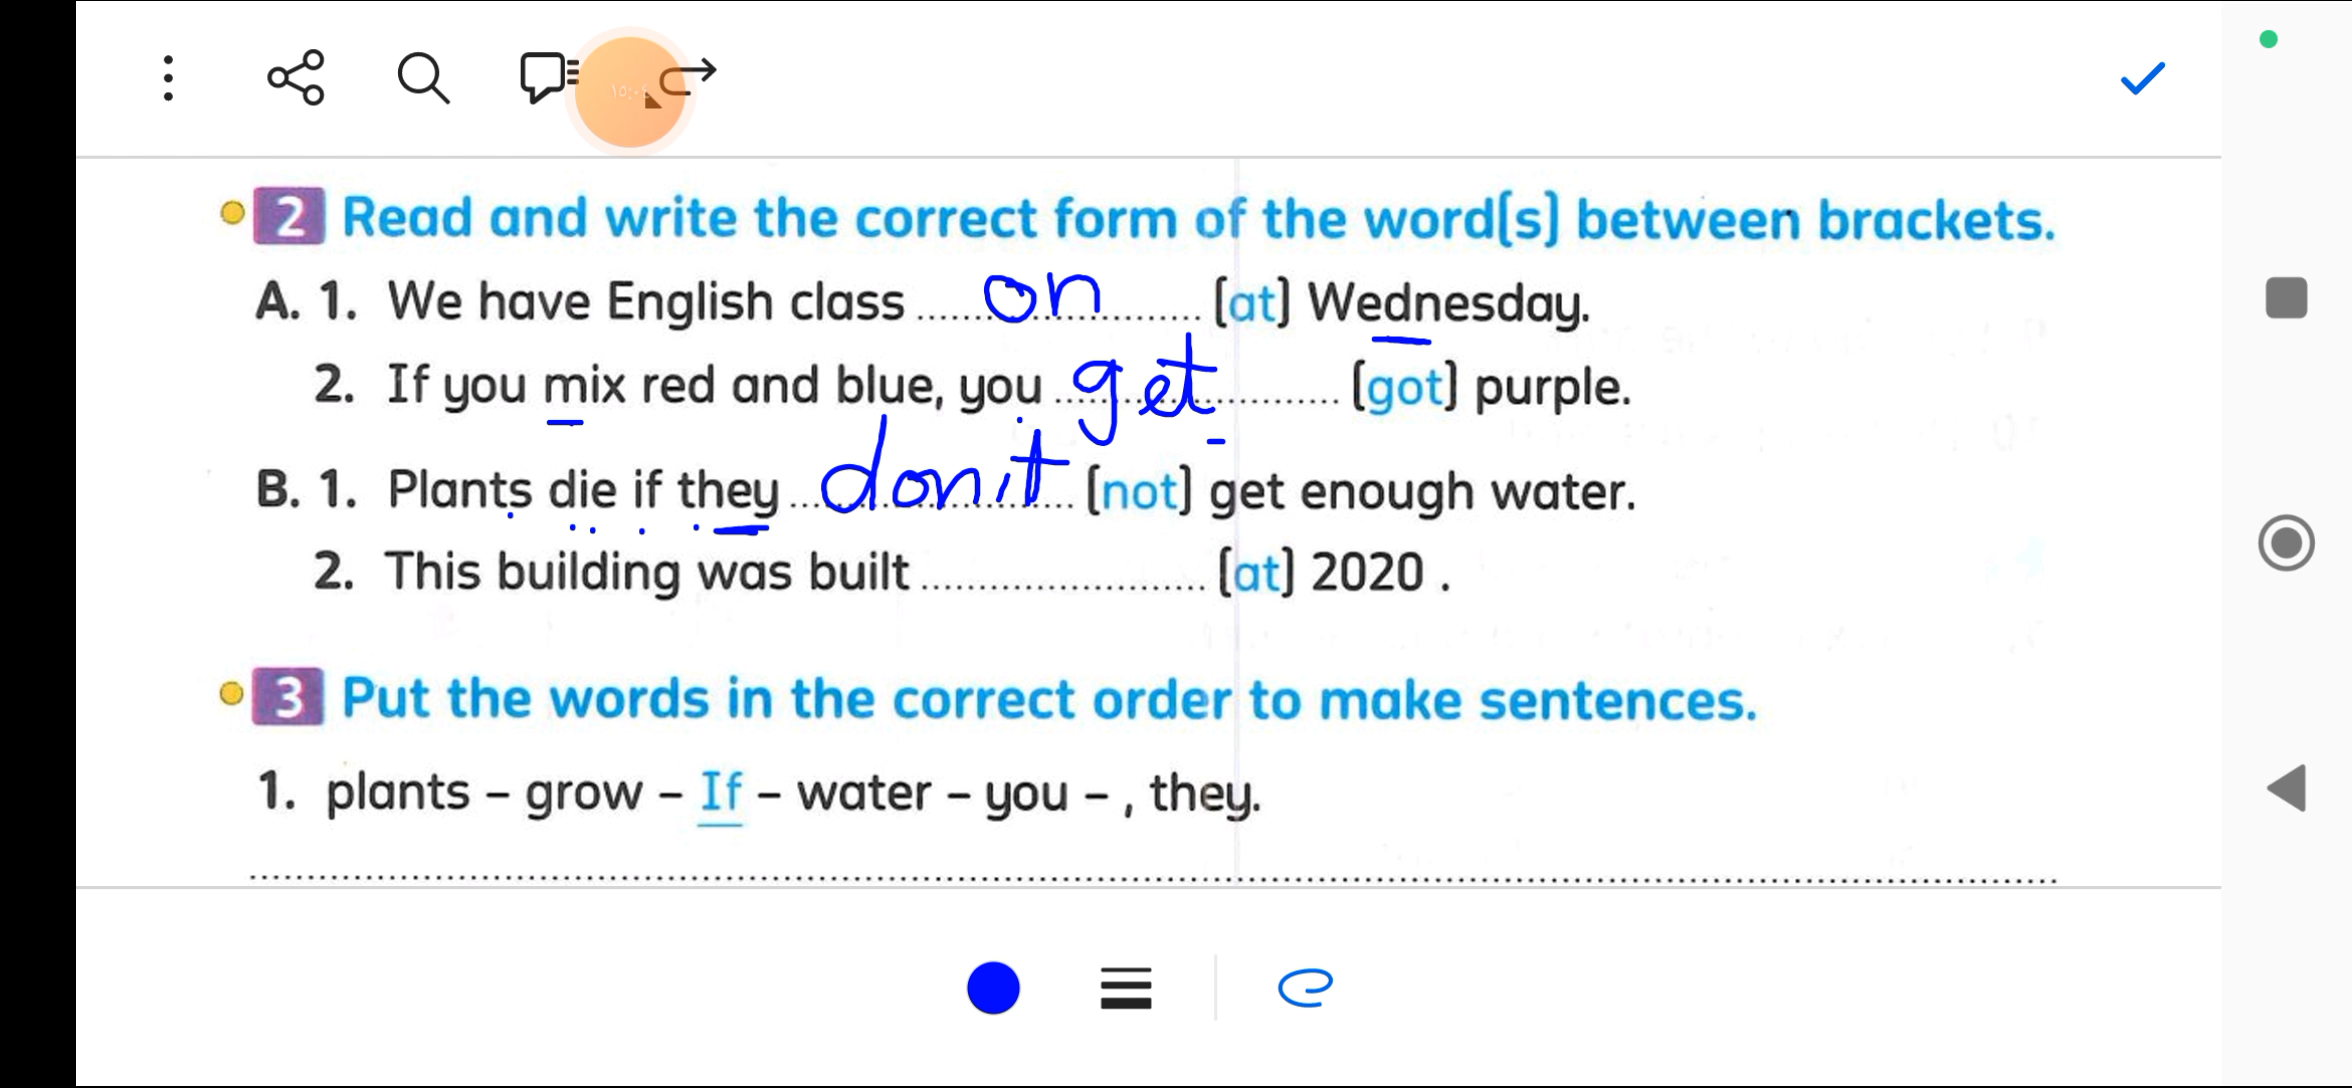 ١٥:٠٤
2 Read and write the correct form of the word(s) between brackets.
A. 1. We have English class ..... on ..... (at) Wednesday.
2. If you mix red and blue, you ..... get ..... (got) purple.
B. 1. Plants die if they ..... don't ..... (not) get enough water.
2. This building was built .......................... (at) 2020 .
3 Put the words in the correct order to make sentences.
1. plants – grow – If – water – you – , they.